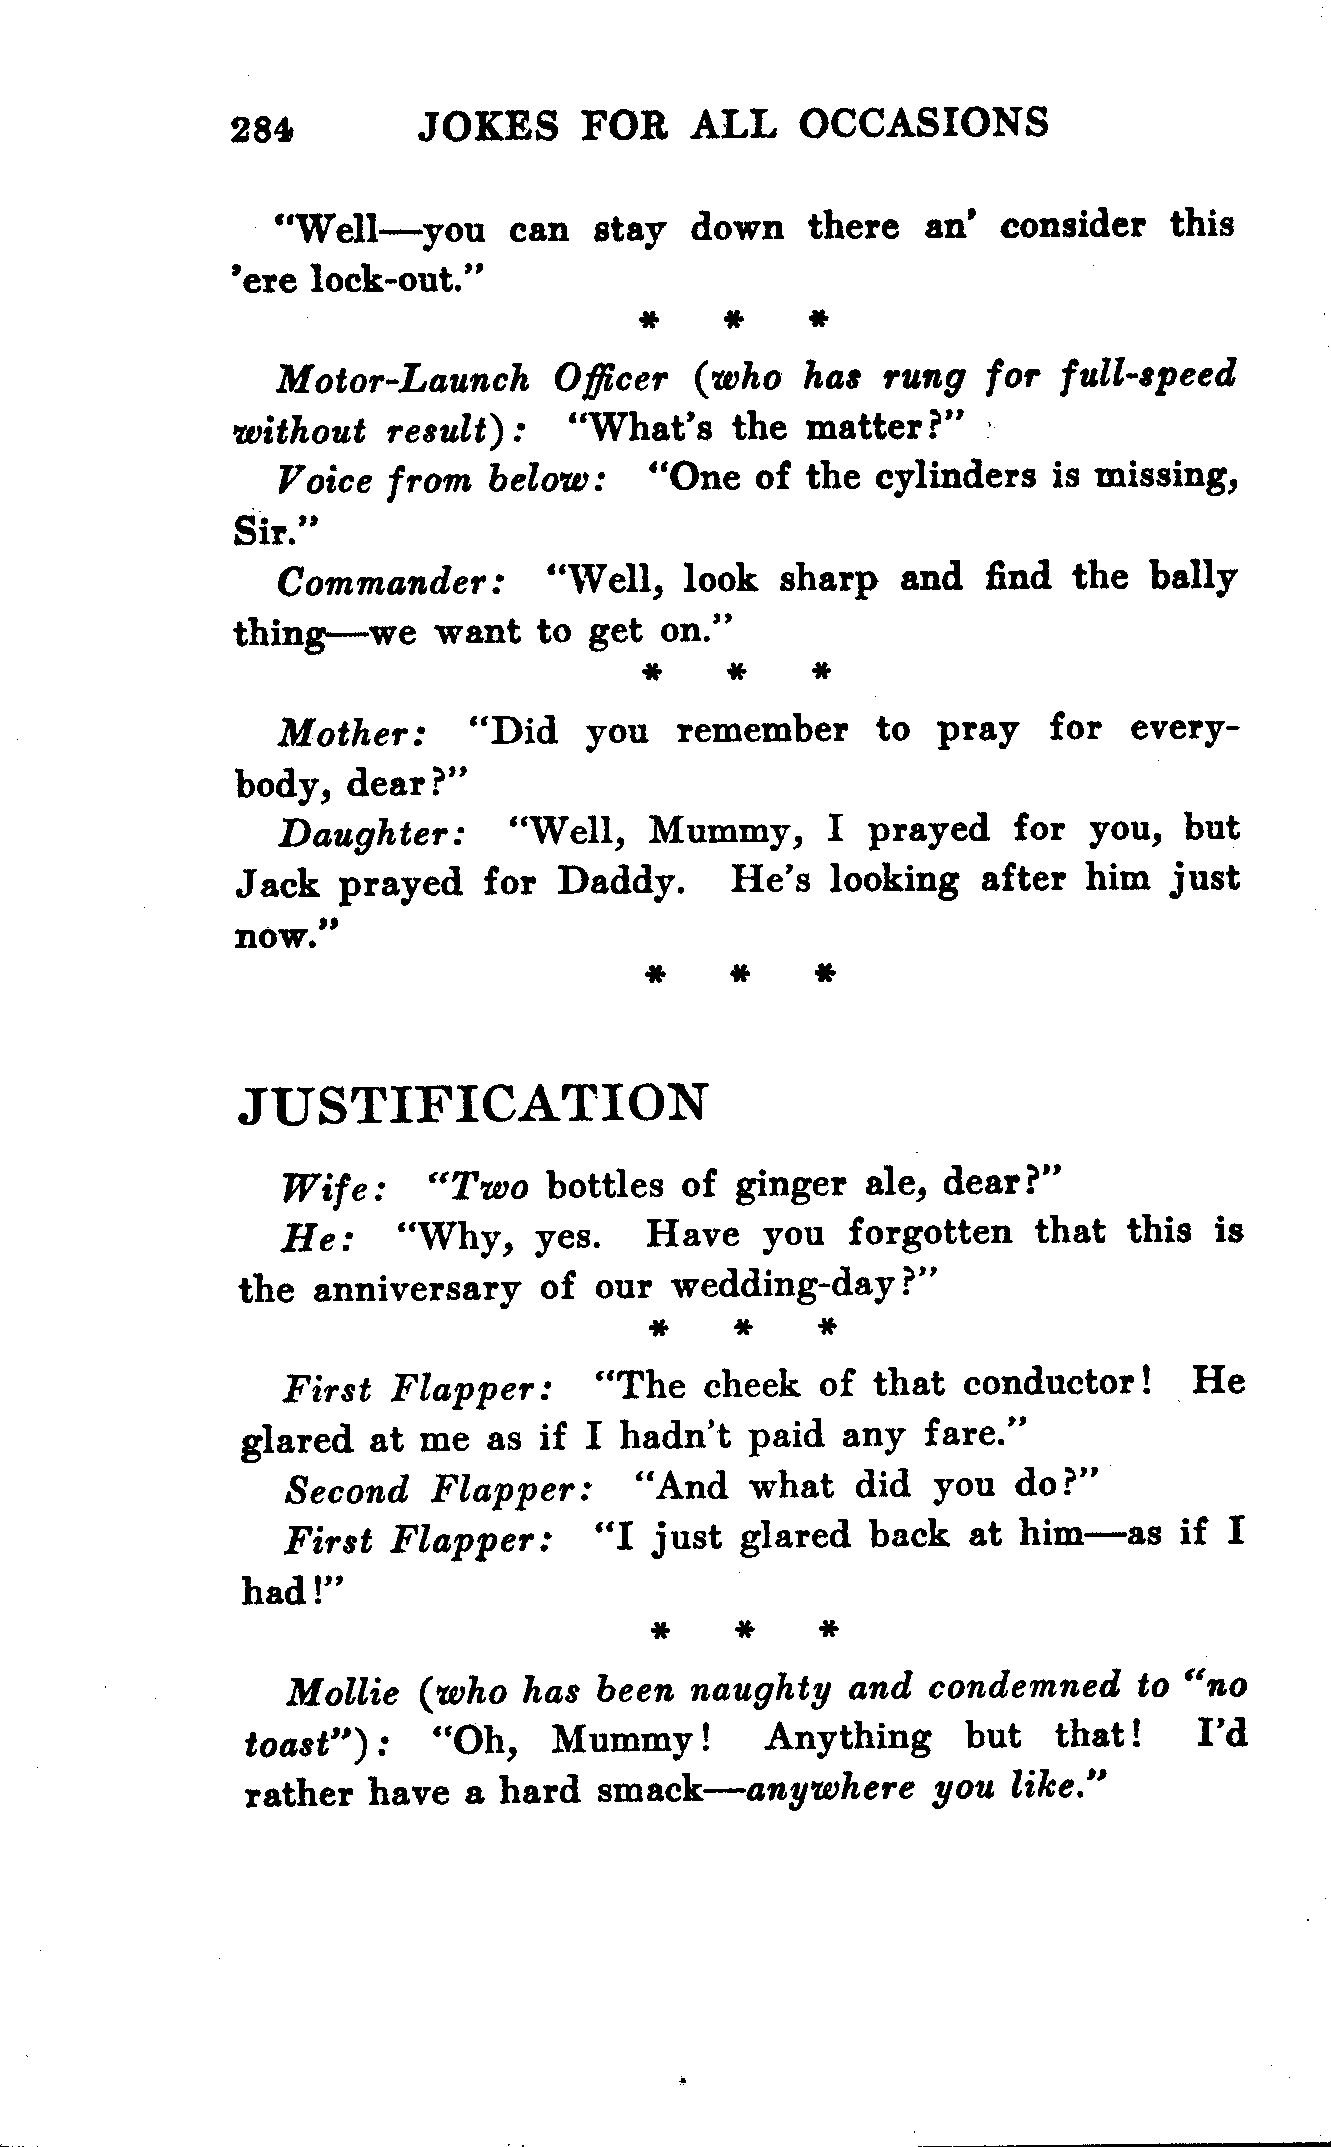 284 JOKES FOR ALL OCCASIONS
"Well—you can stay down there an' consider this
'ere lock-out."
* * *
Motor-Launch Officer (who has rung for full-speed
without result): "What's the matter?"
Voice from below: "One of the cylinders is missing,
Sir."
Commander: "Well, look sharp and find the bally
thing—we want to get on."
* * *
Mother: "Did you remember to pray for every-
body, dear?"
Daughter: "Well, Mummy, I prayed for you, but
Jack prayed for Daddy. He's looking after him just
now."
* * *
JUSTIFICATION
Wife: "Two bottles of ginger ale, dear?"
He: "Why, yes. Have you forgotten that this is
the anniversary of our wedding-day?"
* * *
First Flapper: "The cheek of that conductor! He
glared at me as if I hadn't paid any fare."
Second Flapper: "And what did you do?"
First Flapper: "I just glared back at him—as if I
had!"
* * *
Mollie (who has been naughty and condemned to "no
toast"): "Oh, Mummy! Anything but that! I'd
rather have a hard smack—anywhere you like."